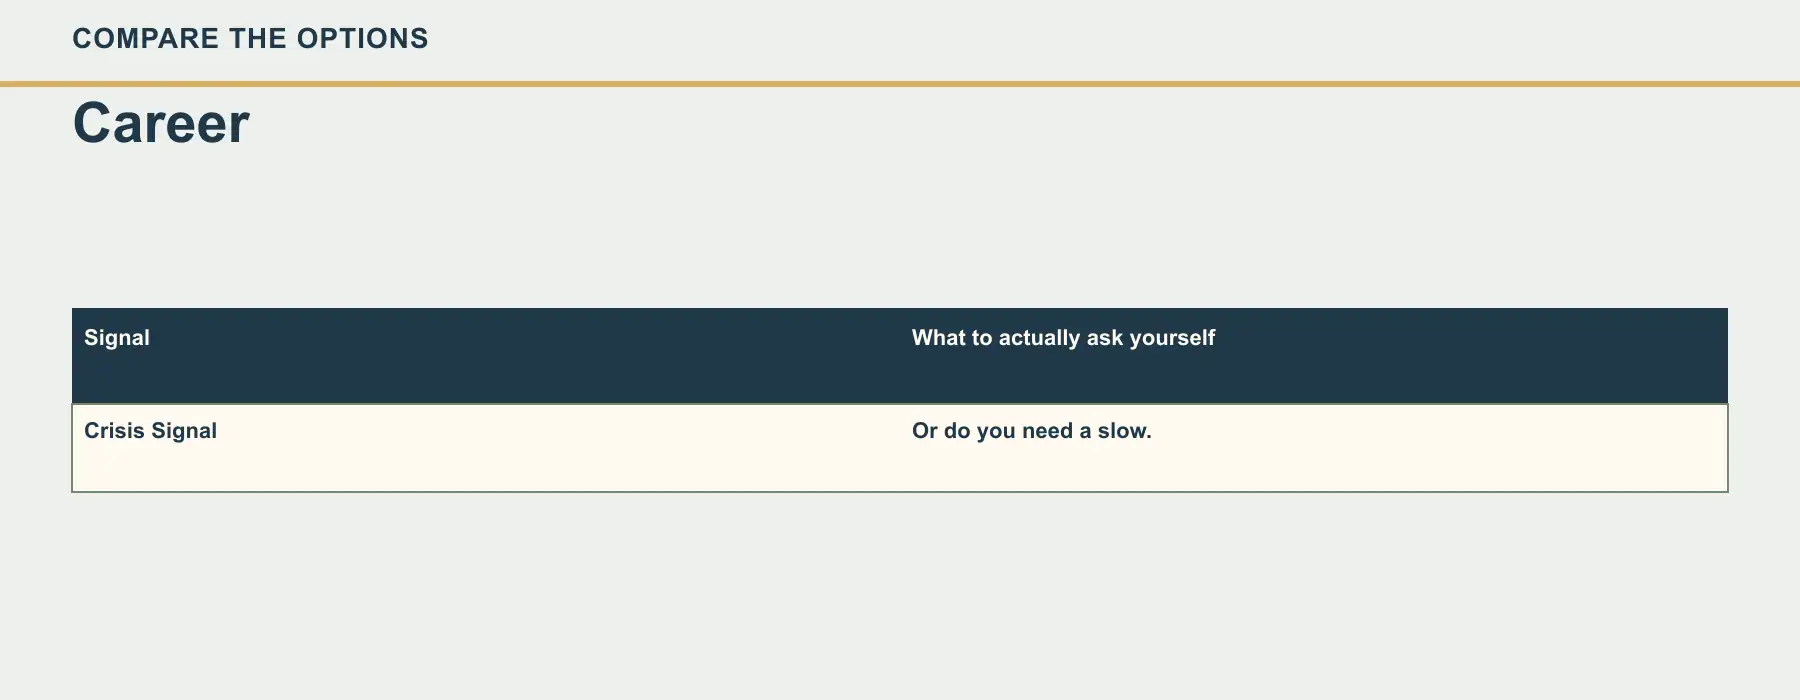 COMPARE THE OPTIONS
Career
Signal
What to actually ask yourself
Crisis Signal
Or do you need a slow.